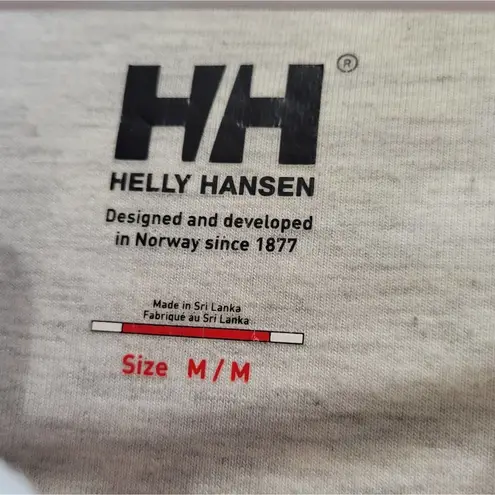 HH®
HELLY HANSEN
Designed and developed
in Norway since 1877
Made in Sri Lanka
Fabriqué au Sri Lanka
Size M / M